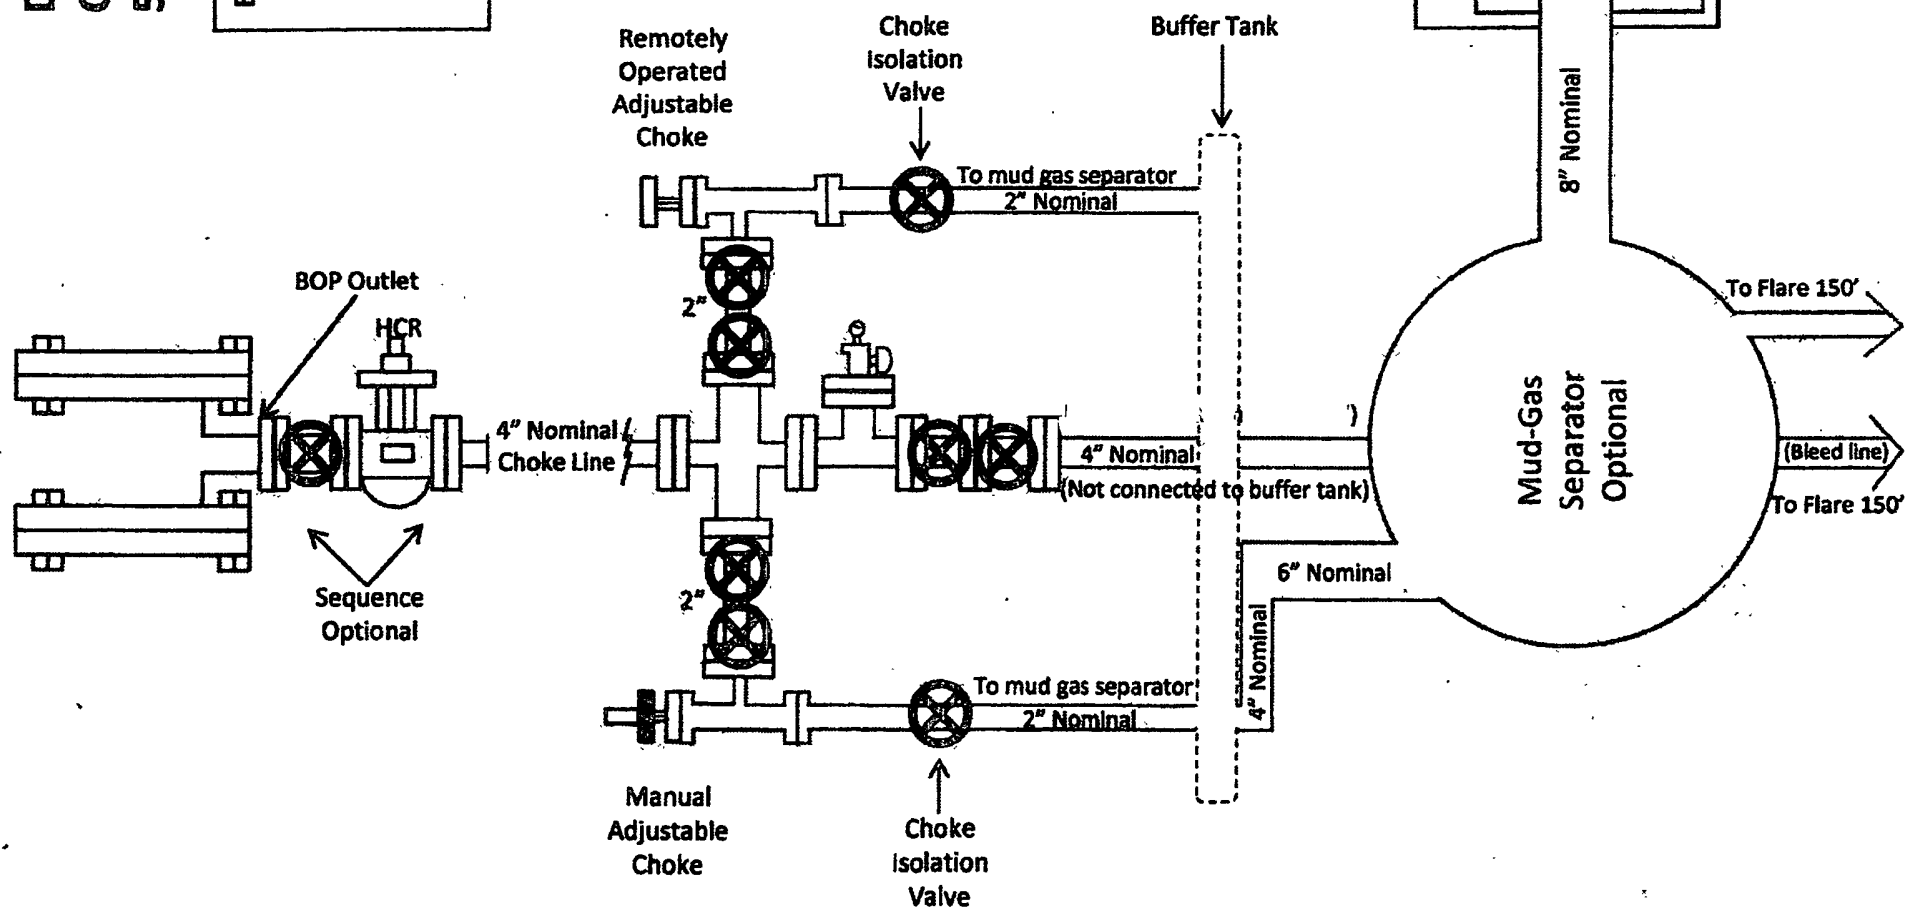 Remotely
Operated
Adjustable
Choke
Choke
Isolation
Valve
Buffer Tank
8" Nominal
To mud gas separator
2" Nominal
BOP Outlet
HCR
2"
To Flare 150'
4" Nominal
Choke Line
4" Nominal
(Not connected to buffer tank)
Mud-Gas
Separator
Optional
(Bleed line)
To Flare 150'
Sequence
Optional
2"
6" Nominal
4" Nominal
To mud gas separator
2" Nominal
Manual
Adjustable
Choke
Choke
Isolation
Valve